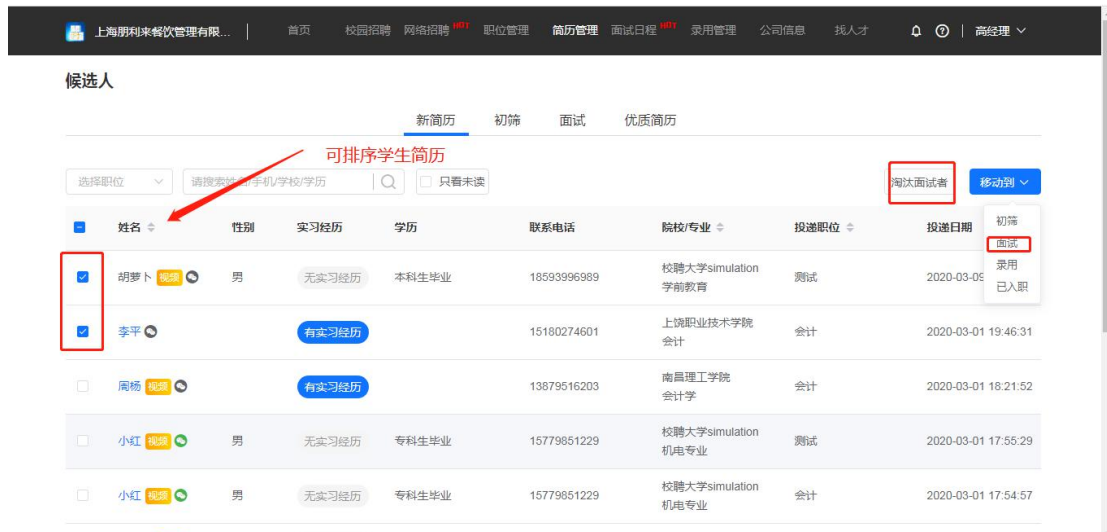 上海朋利来餐饮管理有限... 首页 校园招聘 网络招聘 HOT 职位管理 简历管理 面试日程 HOT 录用管理 公司信息 找人才 高经理
候选人
新简历 初筛 面试 优质简历
可排序学生简历
选择职位 请搜索姓名/手机/学校/学历 只看未读 淘汰面试者 移动到
姓名 性别 实习经历 学历 联系电话 院校/专业 投递职位 投递日期
初筛
面试
录用
已入职
胡萝卜 视频 男 无实习经历 本科生毕业 18593996989 校聘大学simulation 测试 2020-03-09
学前教育
李平 有实习经历 15180274601 上饶职业技术学院 会计 2020-03-01 19:46:31
会计
周杨 视频 有实习经历 13879516203 南昌理工学院 会计 2020-03-01 18:21:52
会计学
小红 视频 男 无实习经历 专科生毕业 15779851229 校聘大学simulation 测试 2020-03-01 17:55:29
机电专业
小红 视频 男 无实习经历 专科生毕业 15779851229 校聘大学simulation 会计 2020-03-01 17:54:57
机电专业